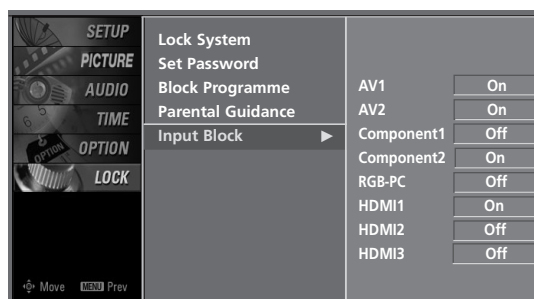 SETUP
PICTURE
AUDIO
TIME
OPTION
LOCK
Move MENU Prev
Lock System
Set Password
Block Programme
Parental Guidance
Input Block ▶
AV1 On
AV2 On
Component1 Off
Component2 On
RGB-PC Off
HDMI1 On
HDMI2 Off
HDMI3 Off